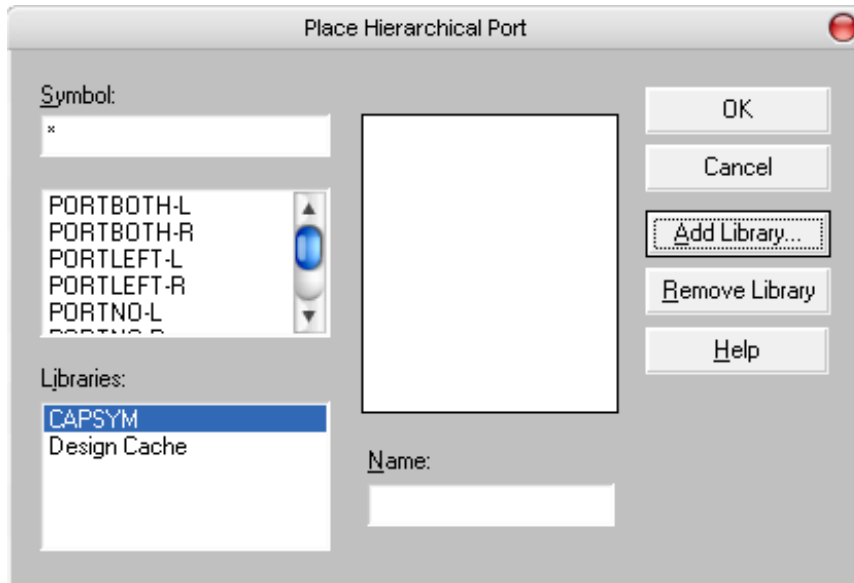 Place Hierarchical Port
Symbol:
*
PORTBOTH-L
PORTBOTH-R
PORTLEFT-L
PORTLEFT-R
PORTNO-L
Libraries:
CAPSYM
Design Cache
Name:
OK
Cancel
Add Library...
Remove Library
Help